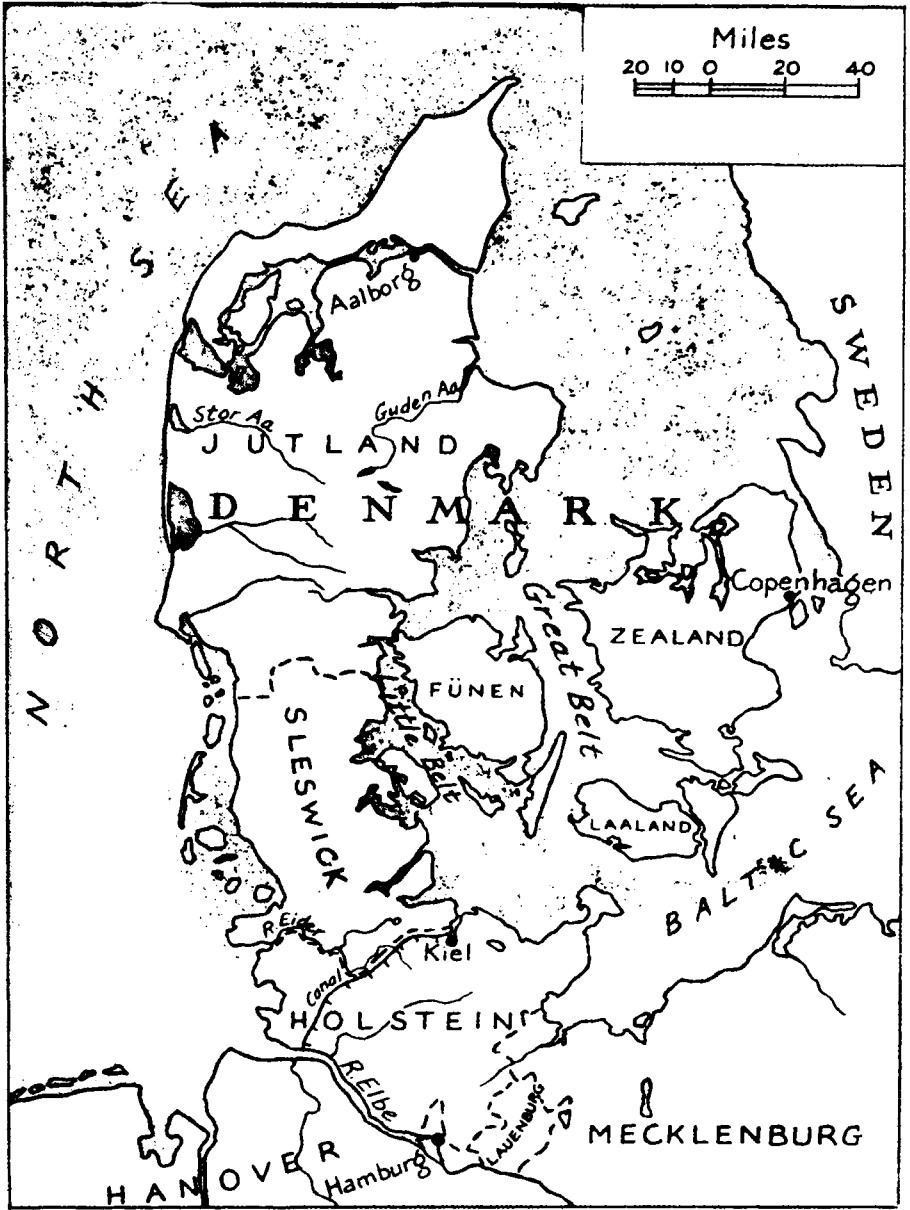 Miles
20 10 0 20 40
NORTH SEA
SWEDEN
Aalborg
Stor Aa
Guden Aa
JUTLAND
DENMARK
Copenhagen
ZEALAND
Great Belt
FÜNEN
Little Belt
SLESWICK
LAALAND
BALTIC SEA
R. Eider
Kiel
Canal
HOLSTEIN
R. Elbe
LAUENBURG
MECKLENBURG
Hamburg
HANOVER